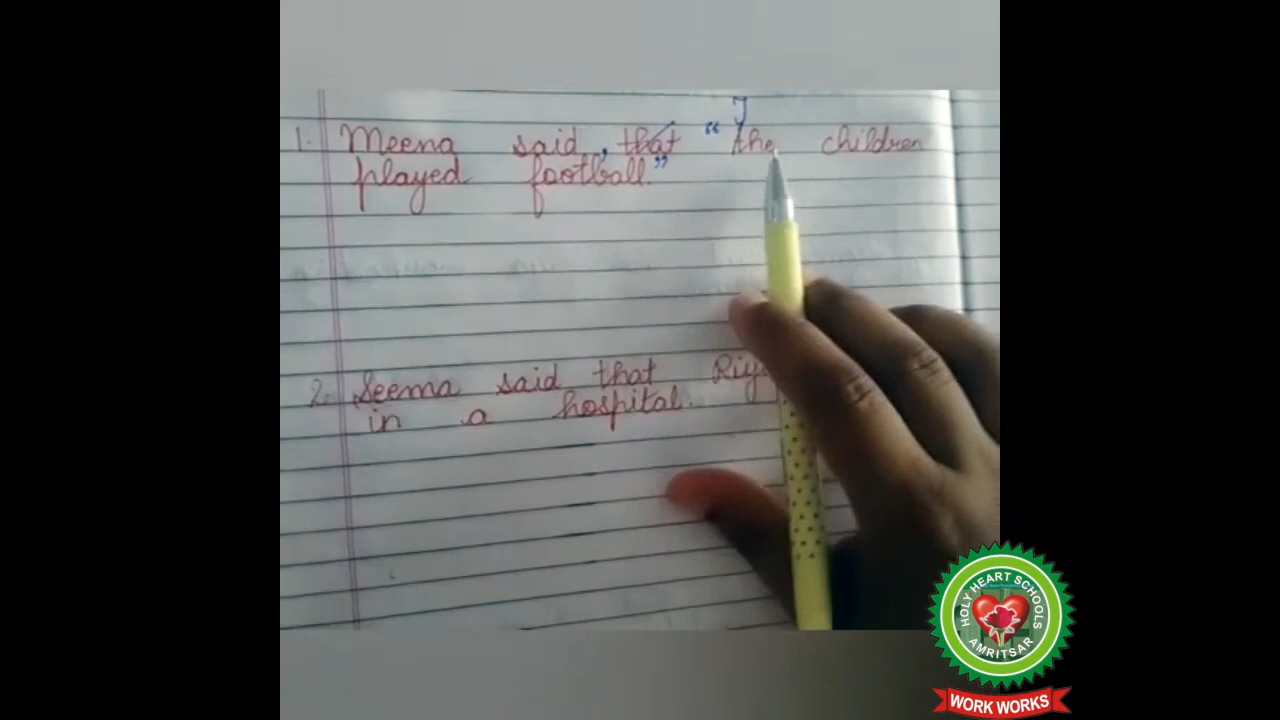 1. Meena said, that "The children
played football."
2. Seema said that
in a hospital.
HOLY HEART SCHOOLS
AMRITSAR
WORK WORKS